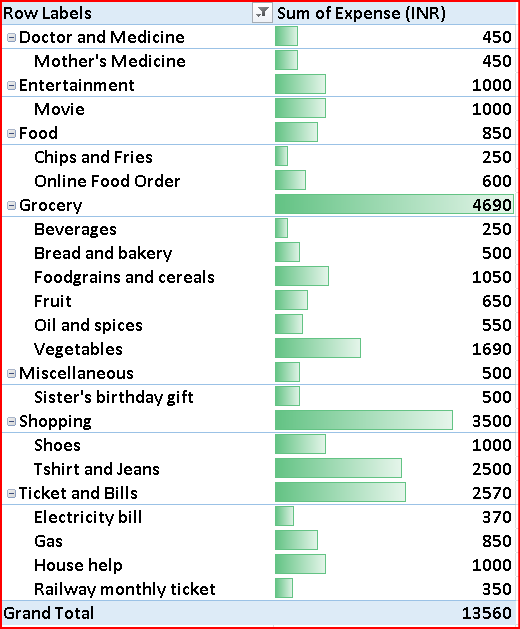 Row Labels Sum of Expense (INR)
Doctor and Medicine 450
Mother's Medicine 450
Entertainment 1000
Movie 1000
Food 850
Chips and Fries 250
Online Food Order 600
Grocery 4690
Beverages 250
Bread and bakery 500
Foodgrains and cereals 1050
Fruit 650
Oil and spices 550
Vegetables 1690
Miscellaneous 500
Sister's birthday gift 500
Shopping 3500
Shoes 1000
Tshirt and Jeans 2500
Ticket and Bills 2570
Electricity bill 370
Gas 850
House help 1000
Railway monthly ticket 350
Grand Total 13560